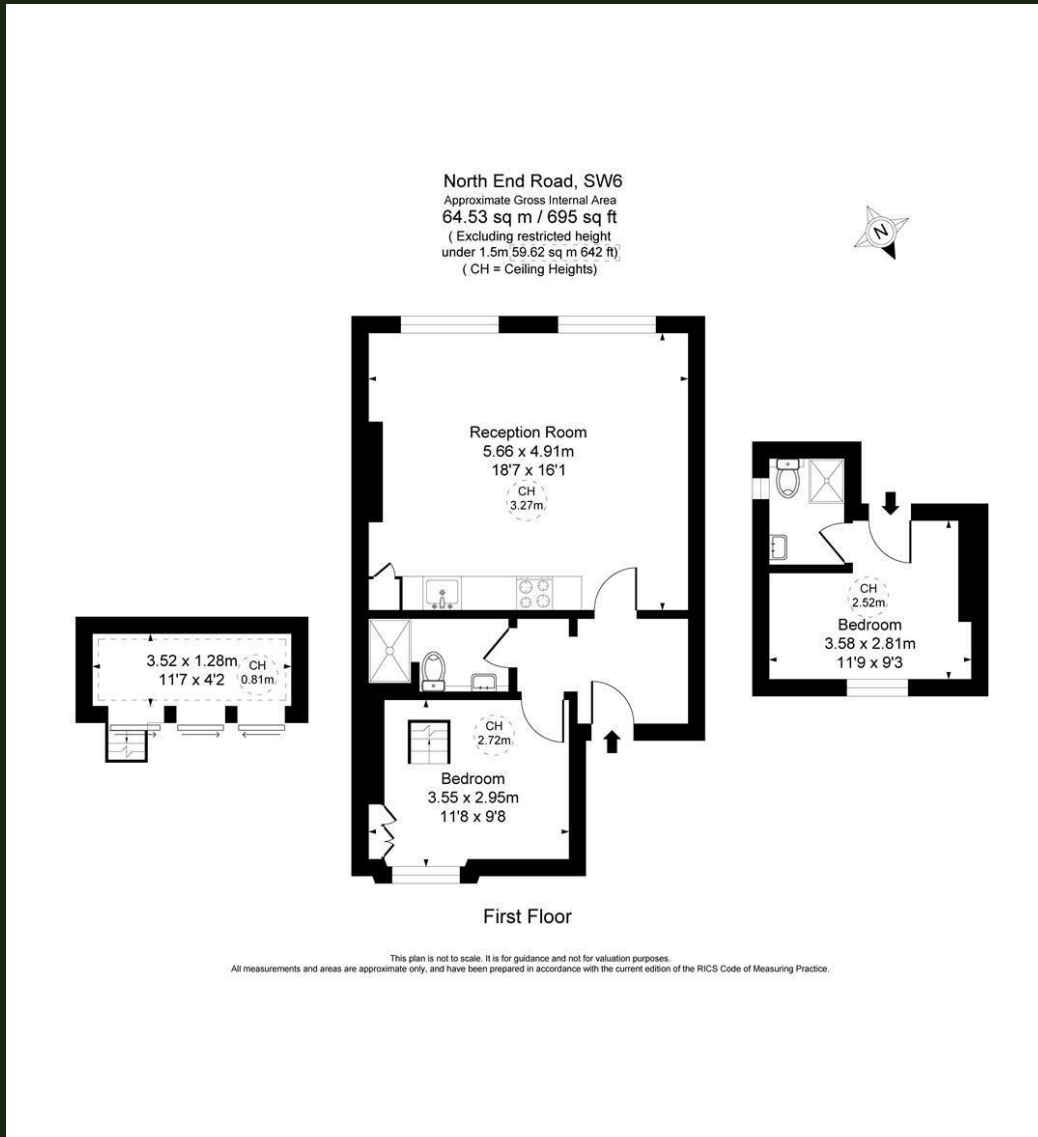 North End Road, SW6
Approximate Gross Internal Area
64.53 sq m / 695 sq ft
( Excluding restricted height
under 1.5m 59.62 sq m 642 ft)
( CH = Ceiling Heights)
N
Reception Room
5.66 x 4.91m
18'7 x 16'1
CH
3.27m
CH
2.52m
Bedroom
3.58 x 2.81m
11'9 x 9'3
3.52 x 1.28m
11'7 x 4'2
CH
0.81m
CH
2.72m
Bedroom
3.55 x 2.95m
11'8 x 9'8
First Floor
This plan is not to scale. It is for guidance and not for valuation purposes.
All measurements and areas are approximate only, and have been prepared in accordance with the current edition of the RICS Code of Measuring Practice.